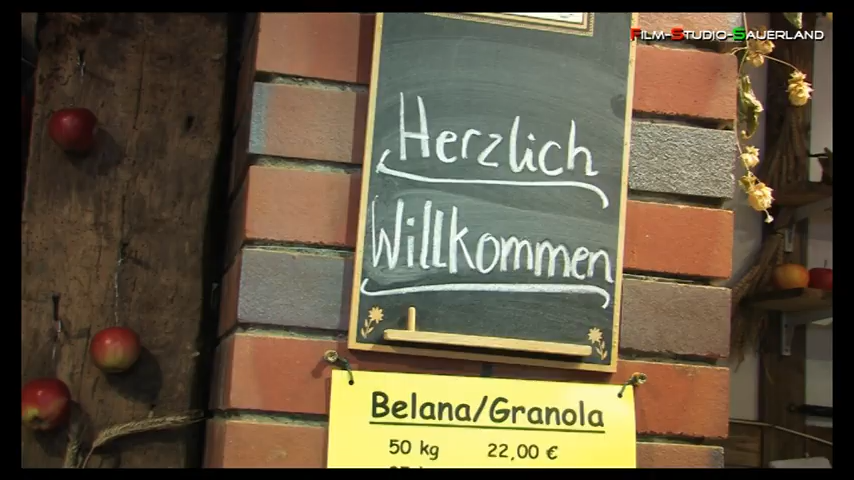 Film-Studio-Sauerland
Herzlich
Willkommen
Belana/Granola
50 kg 22,00 €